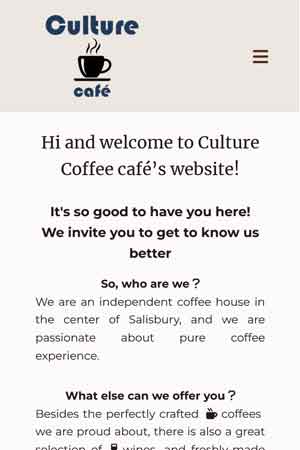 Culture
café
Hi and welcome to Culture
Coffee café’s website!
It's so good to have you here!
We invite you to get to know us
better
So, who are we?
We are an independent coffee house in
the center of Salisbury, and we are
passionate about pure coffee
experience.
What else can we offer you?
Besides the perfectly crafted coffees
we are proud about, there is also a great
selection of wines, and freshly-made